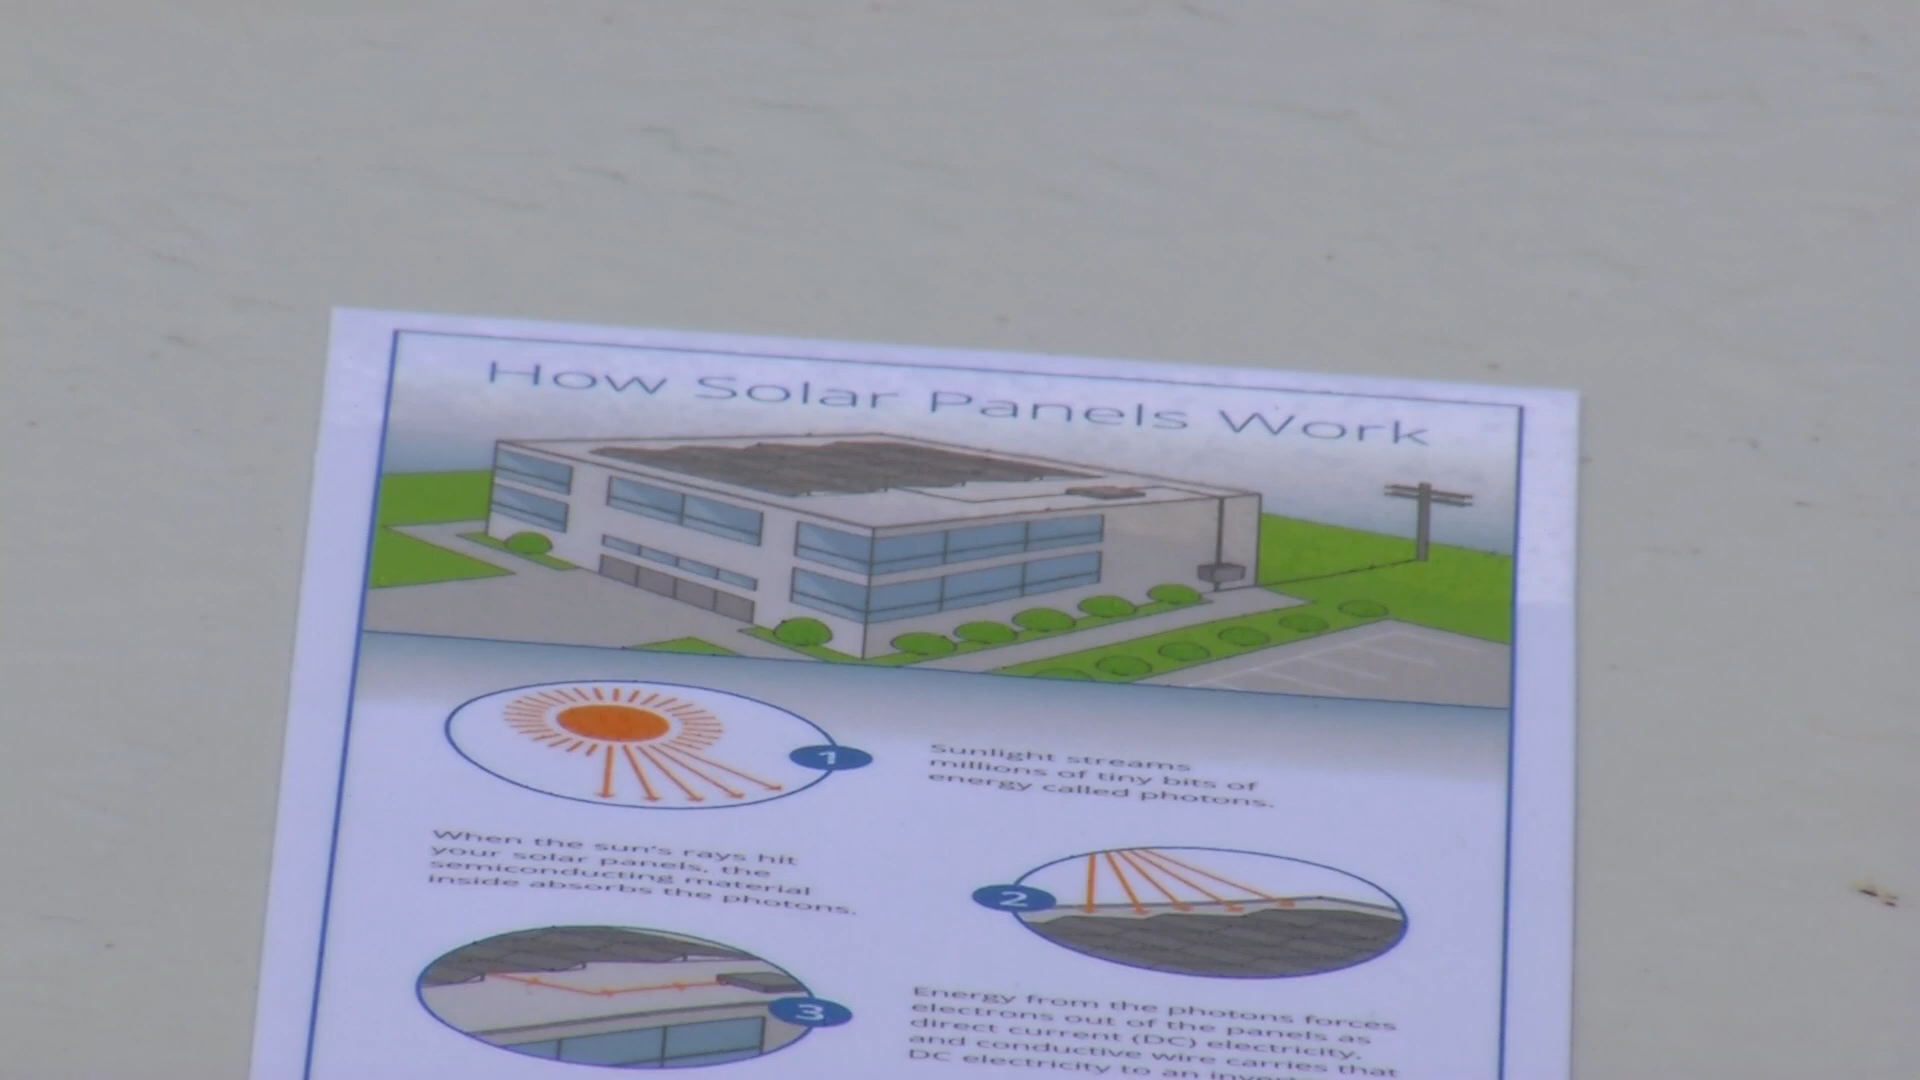 How Solar Panels Work
1
Sunlight streams
millions of tiny bits of
energy called photons.
When the sun's rays hit
your solar panels, the
semiconducting material
inside absorbs the photons.
2
3
Energy from the photons forces
electrons out of the panels as
direct current (DC) electricity,
and conductive wire carries that
DC electricity to an